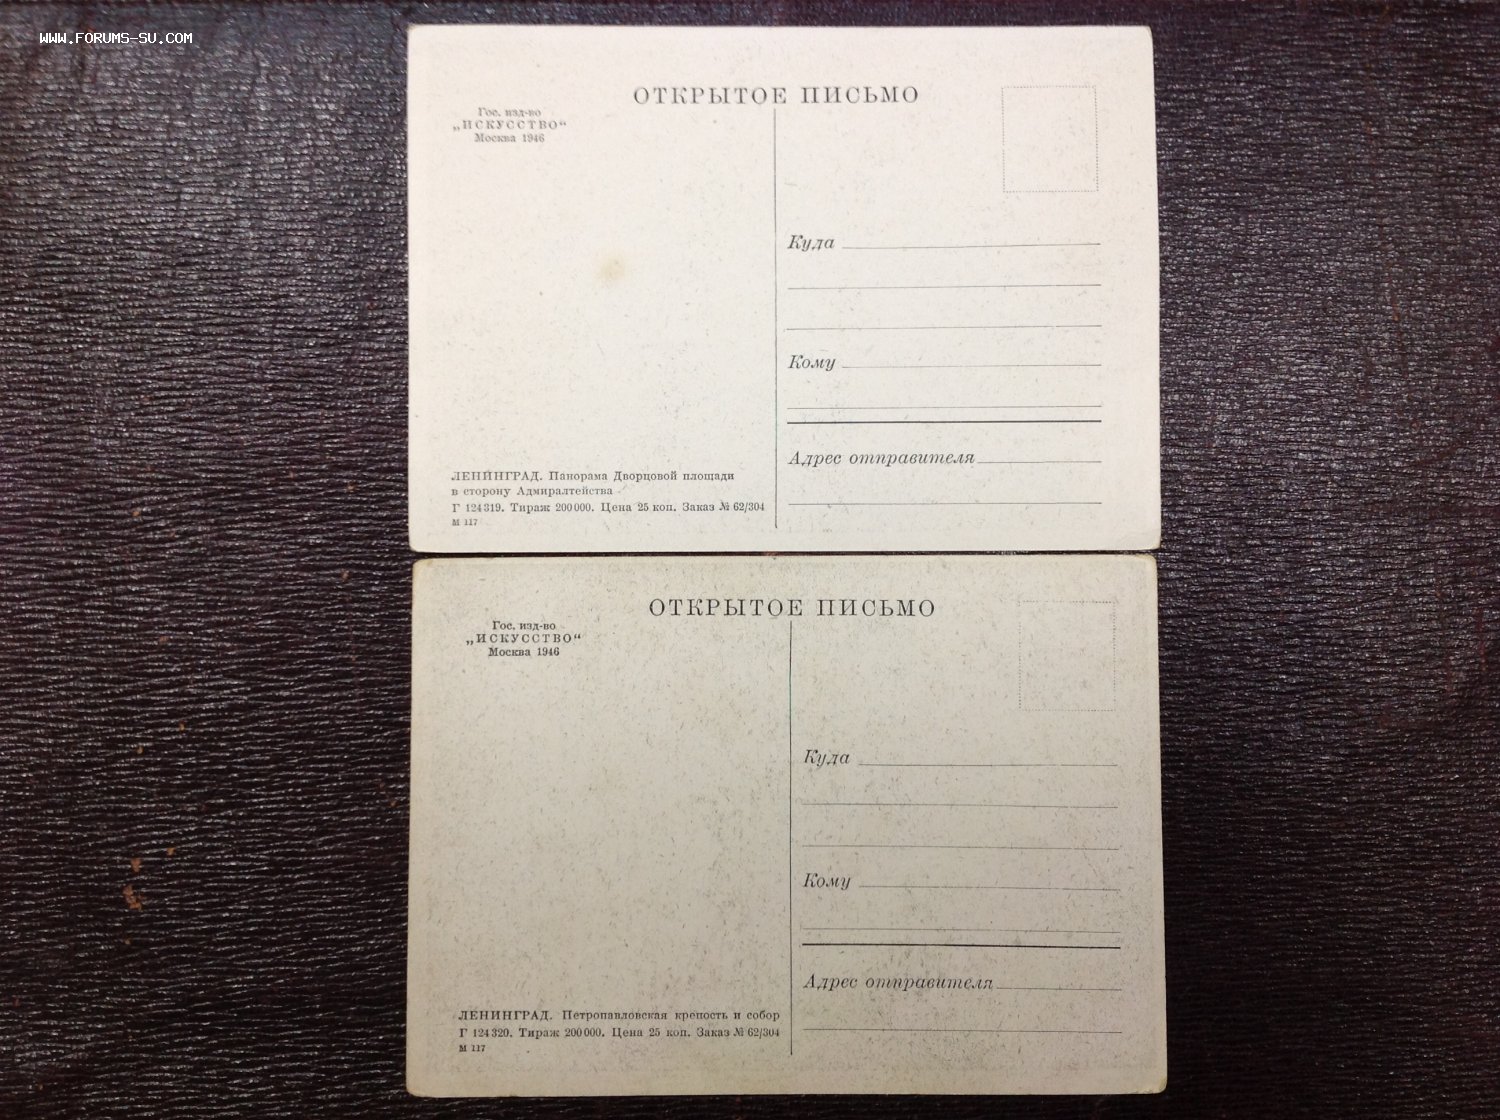 WWW.FORUMS-SU.COM
ОТКРЫТОЕ ПИСЬМО
Гос. изд-во
„ИСКУССТВО“
Москва 1946
Куда
Кому
Адрес отправителя
ЛЕНИНГРАД. Панорама Дворцовой площади
в сторону Адмиралтейства
Г 124319. Тираж 200000. Цена 25 коп. Заказ № 62/304
М 117
ОТКРЫТОЕ ПИСЬМО
Гос. изд-во
„ИСКУССТВО“
Москва 1946
Куда
Кому
Адрес отправителя
ЛЕНИНГРАД. Петропавловская крепость и собор
Г 124320. Тираж 200000. Цена 25 коп. Заказ № 62/304
М 117